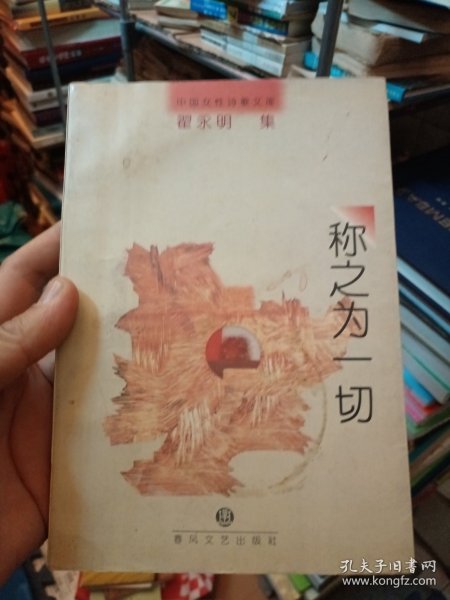 中国女性诗歌文库
翟永明 集
称之为一切
春风文艺出版社
孔夫子旧书网
www.kongfz.com